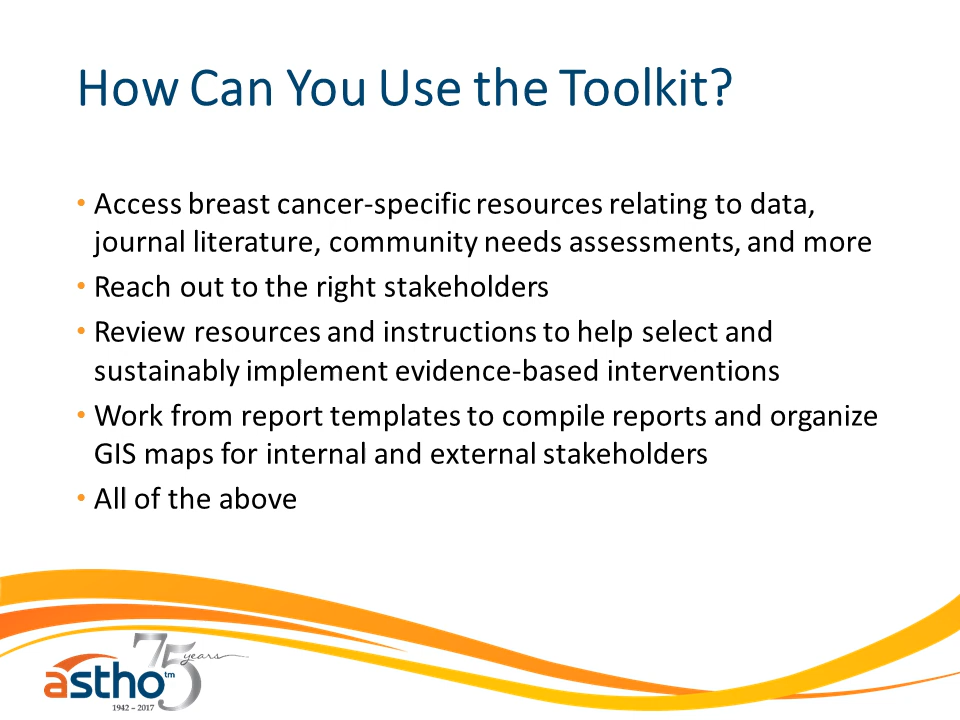 How Can You Use the Toolkit?
• Access breast cancer-specific resources relating to data,
journal literature, community needs assessments, and more
• Reach out to the right stakeholders
• Review resources and instructions to help select and
sustainably implement evidence-based interventions
• Work from report templates to compile reports and organize
GIS maps for internal and external stakeholders
• All of the above
75 years
astho™
1942 – 2017